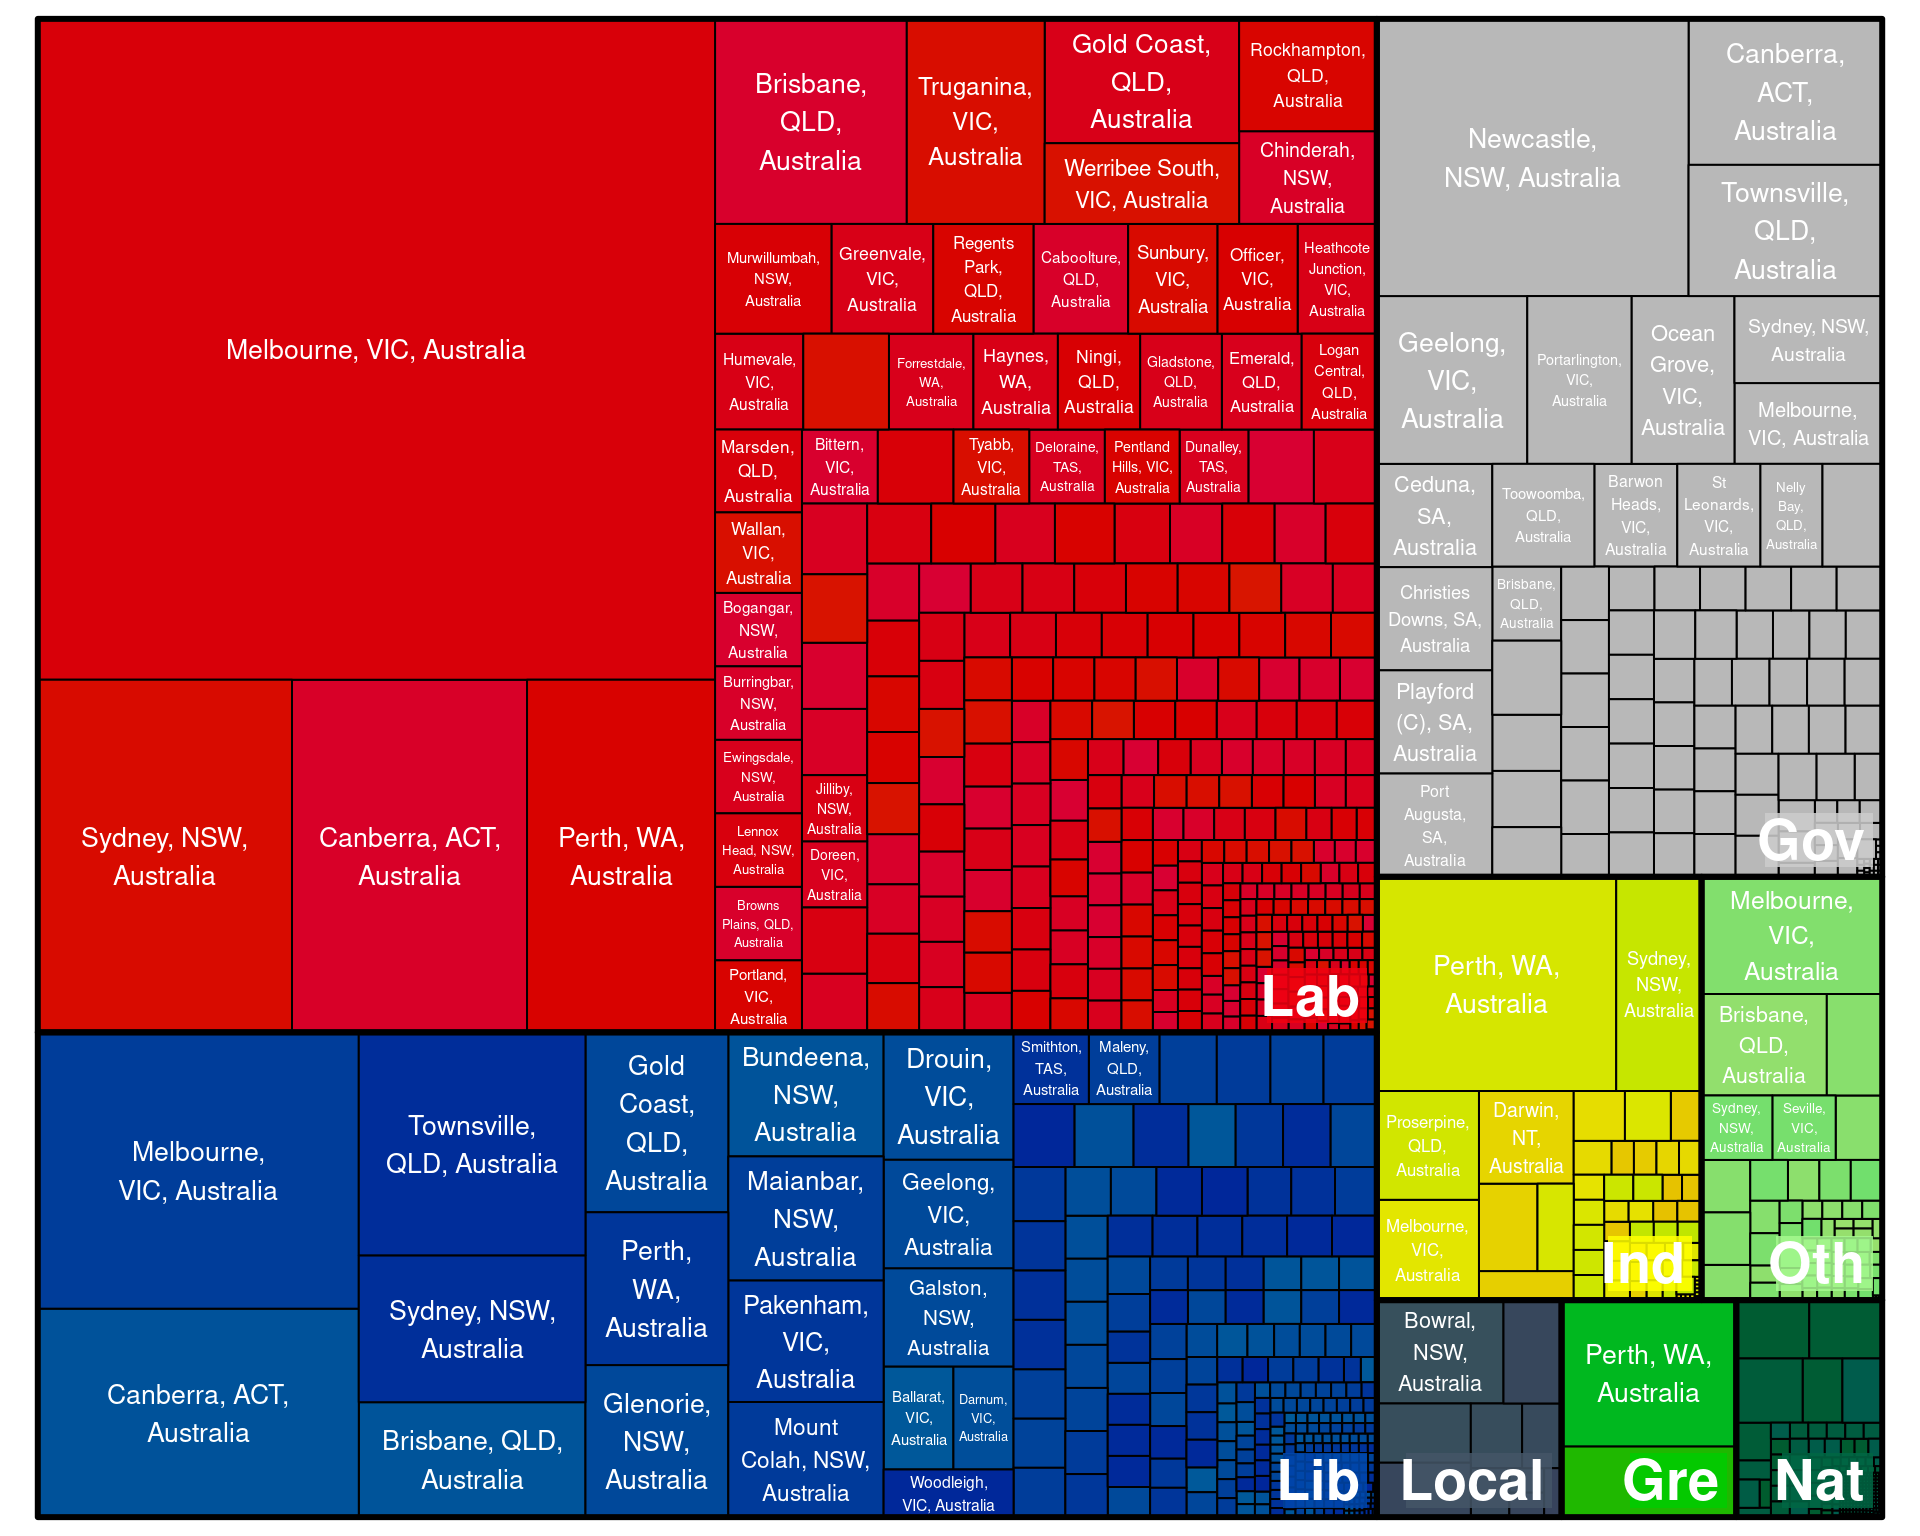 Melbourne, VIC, Australia
Sydney, NSW,
Australia
Canberra, ACT,
Australia
Perth, WA,
Australia
Brisbane,
QLD,
Australia
Truganina,
VIC,
Australia
Gold Coast,
QLD,
Australia
Werribee South,
VIC, Australia
Rockhampton,
QLD,
Australia
Chinderah,
NSW,
Australia
Murwillumbah,
NSW,
Australia
Greenvale,
VIC,
Australia
Regents
Park,
QLD,
Australia
Caboolture,
QLD,
Australia
Sunbury,
VIC,
Australia
Officer,
VIC,
Australia
Heathcote
Junction,
VIC,
Australia
Humevale,
VIC,
Australia
Forrestdale,
WA,
Australia
Haynes,
WA,
Australia
Ningi,
QLD,
Australia
Gladstone,
QLD,
Australia
Emerald,
QLD,
Australia
Logan
Central,
QLD,
Australia
Marsden,
QLD,
Australia
Bittern,
VIC,
Australia
Tyabb,
VIC,
Australia
Deloraine,
TAS,
Australia
Pentland
Hills, VIC,
Australia
Dunalley,
TAS,
Australia
Wallan,
VIC,
Australia
Bogangar,
NSW,
Australia
Burringbar,
NSW,
Australia
Ewingsdale,
NSW,
Australia
Lennox
Head, NSW,
Australia
Browns
Plains, QLD,
Australia
Portland,
VIC,
Australia
Jilliby,
NSW,
Australia
Doreen,
VIC,
Australia
Lab
Newcastle,
NSW, Australia
Canberra,
ACT,
Australia
Townsville,
QLD,
Australia
Geelong,
VIC,
Australia
Portarlington,
VIC,
Australia
Ocean
Grove,
VIC,
Australia
Sydney, NSW,
Australia
Melbourne,
VIC, Australia
Ceduna,
SA,
Australia
Toowoomba,
QLD,
Australia
Barwon
Heads,
VIC,
Australia
St
Leonards,
VIC,
Australia
Nelly
Bay,
QLD,
Australia
Christies
Downs, SA,
Australia
Brisbane,
QLD,
Australia
Playford
(C), SA,
Australia
Port
Augusta,
SA,
Australia
Gov
Melbourne,
VIC, Australia
Canberra, ACT,
Australia
Townsville,
QLD, Australia
Sydney, NSW,
Australia
Brisbane, QLD,
Australia
Gold
Coast,
QLD,
Australia
Perth,
WA,
Australia
Glenorie,
NSW,
Australia
Bundeena,
NSW,
Australia
Maianbar,
NSW,
Australia
Pakenham,
VIC,
Australia
Mount
Colah, NSW,
Australia
Drouin,
VIC,
Australia
Geelong,
VIC,
Australia
Galston,
NSW,
Australia
Ballarat,
VIC,
Australia
Darnum,
VIC,
Australia
Woodleigh,
VIC, Australia
Smithton,
TAS,
Australia
Maleny,
QLD,
Australia
Lib
Perth, WA,
Australia
Sydney,
NSW,
Australia
Proserpine,
QLD,
Australia
Darwin,
NT,
Australia
Melbourne,
VIC,
Australia
Ind
Melbourne,
VIC,
Australia
Brisbane,
QLD,
Australia
Sydney,
NSW,
Australia
Seville,
VIC,
Australia
Oth
Bowral,
NSW,
Australia
Local
Perth, WA,
Australia
Gre
Nat